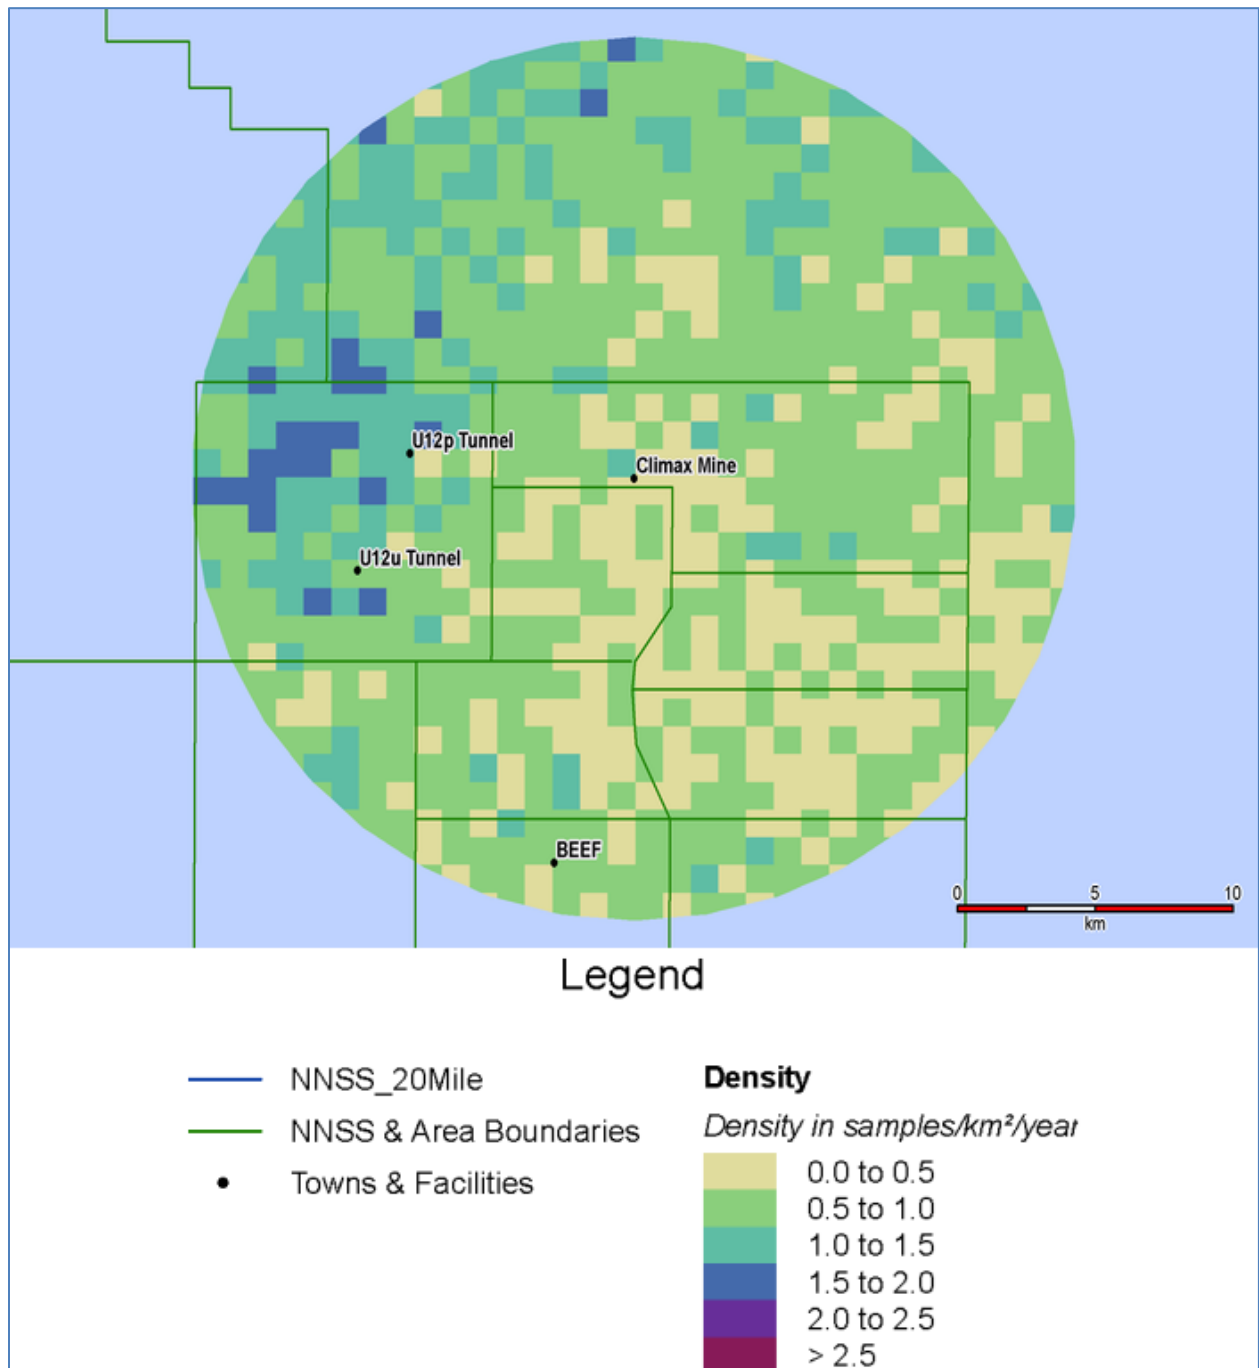 U12p Tunnel
Climax Mine
U12u Tunnel
BEEF
0 5 10
km
Legend
NNSS_20Mile
NNSS & Area Boundaries
Towns & Facilities
Density
Density in samples/km²/year
0.0 to 0.5
0.5 to 1.0
1.0 to 1.5
1.5 to 2.0
2.0 to 2.5
> 2.5